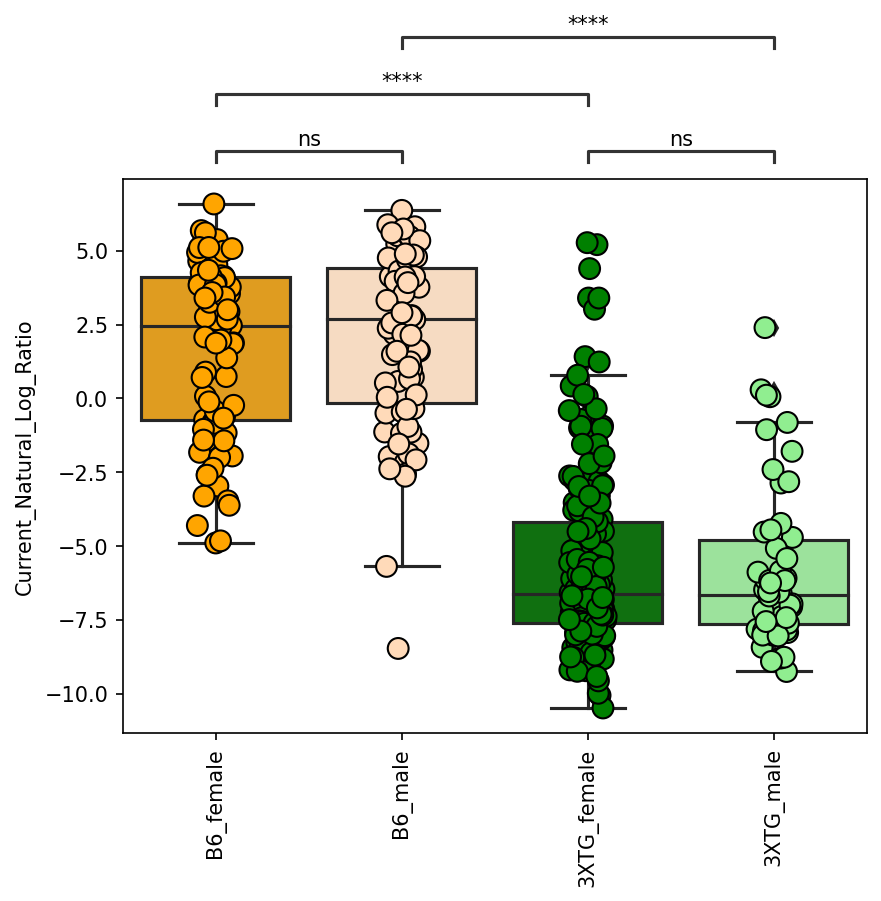 ****
****
ns
ns
Current_Natural_Log_Ratio
5.0
2.5
0.0
−2.5
−5.0
−7.5
−10.0
B6_female
B6_male
3XTG_female
3XTG_male